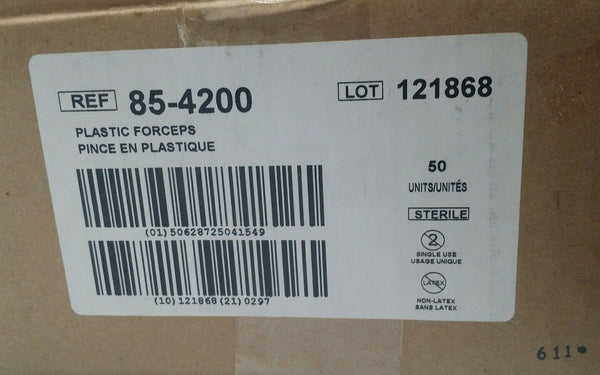 REF 85-4200
LOT 121868
PLASTIC FORCEPS
PINCE EN PLASTIQUE
(01) 50628725041549
(10) 121868 (21) 0297
50
UNITS/UNITÉS
STERILE
2
SINGLE USE
USAGE UNIQUE
LATEX
NON-LATEX
SANS LATEX
611